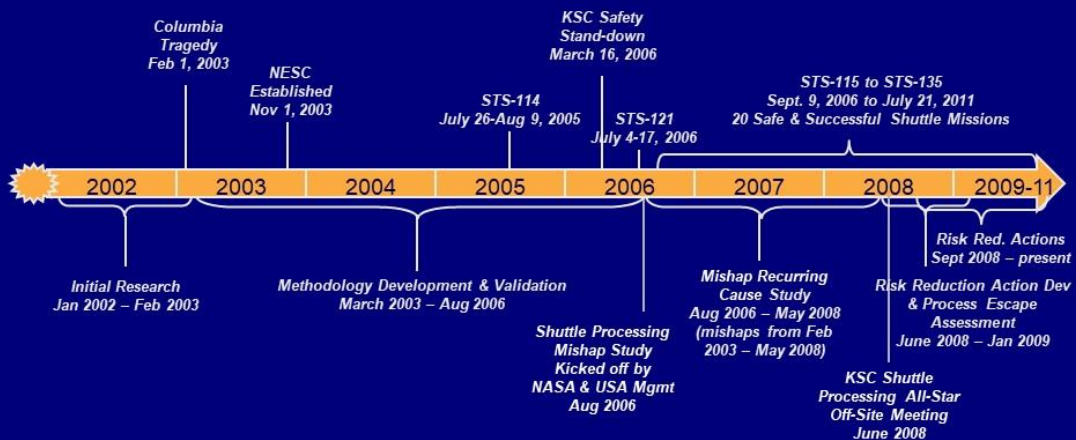 Columbia
Tragedy
Feb 1, 2003
NESC
Established
Nov 1, 2003
STS-114
July 26-Aug 9, 2005
KSC Safety
Stand-down
March 16, 2006
STS-121
July 4-17, 2006
STS-115 to STS-135
Sept. 9, 2006 to July 21, 2011
20 Safe & Successful Shuttle Missions
2002
2003
2004
2005
2006
2007
2008
2009-11
Initial Research
Jan 2002 – Feb 2003
Methodology Development & Validation
March 2003 – Aug 2006
Shuttle Processing
Mishap Study
Kicked off by
NASA & USA Mgmt
Aug 2006
Mishap Recurring
Cause Study
Aug 2006 – May 2008
(mishaps from Feb
2003 – May 2008)
KSC Shuttle
Processing All-Star
Off-Site Meeting
June 2008
Risk Red. Actions
Sept 2008 – present
Risk Reduction Action Dev
& Process Escape
Assessment
June 2008 – Jan 2009